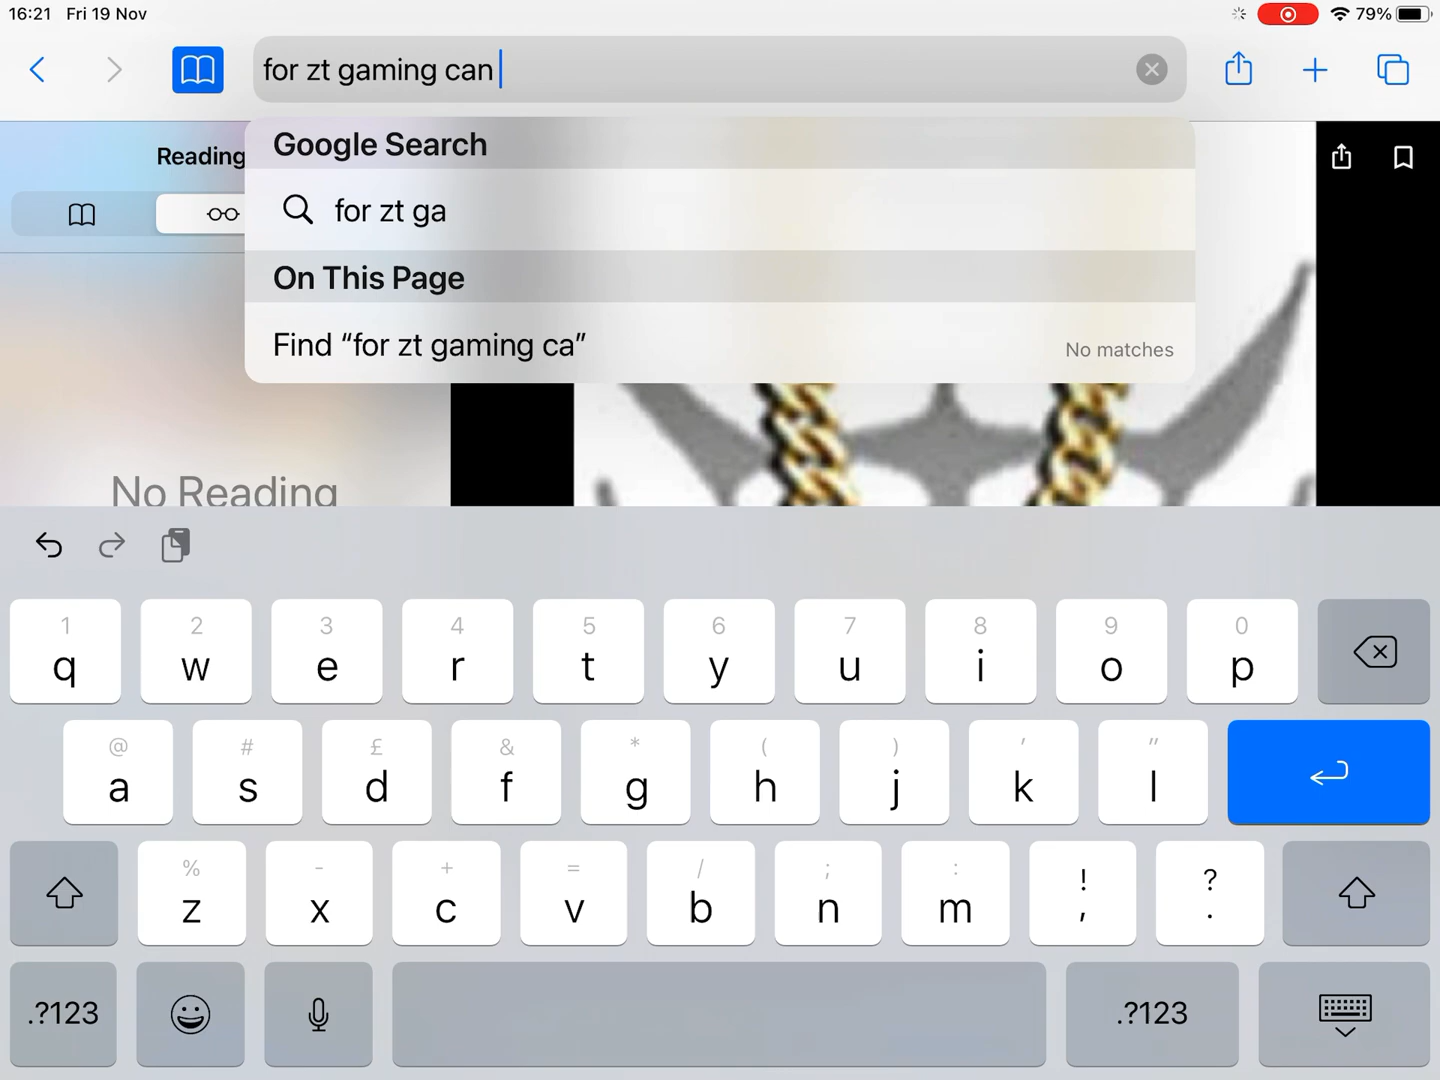 16:21 Fri 19 Nov
79%
for zt gaming can
Google Search
Reading
for zt ga
On This Page
Find “for zt gaming ca”
No matches
No Reading
1 2 3 4 5 6 7 8 9 0
q w e r t y u i o p
@ # £ & * ( ) ' "
a s d f g h j k l
% - + = / ; : ! ?
z x c v b n m , .
.?123 .?123